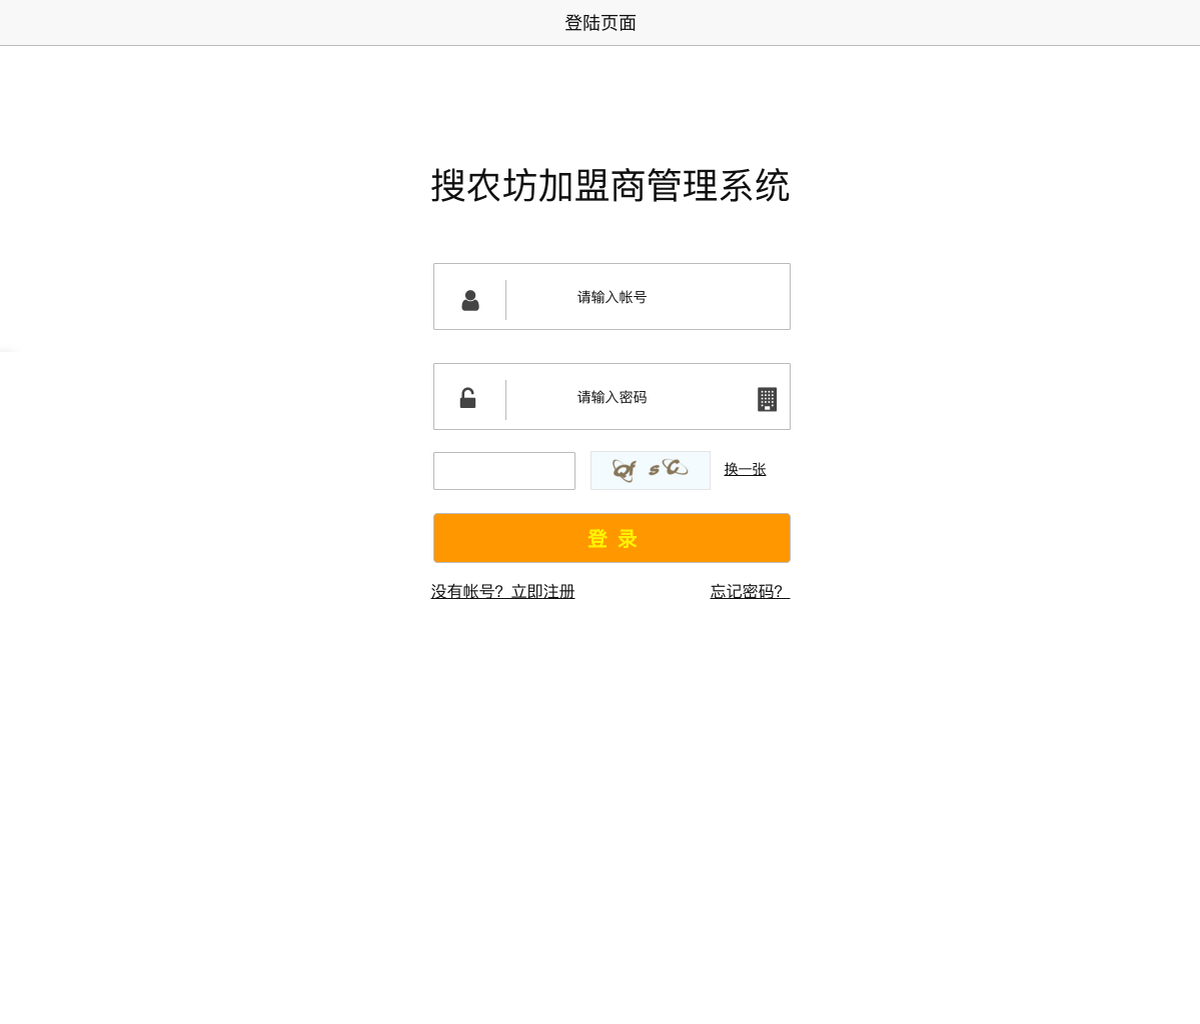 登陆页面
搜农坊加盟商管理系统
请输入帐号
请输入密码
Qf sC 换一张
登 录
没有帐号？立即注册 忘记密码？